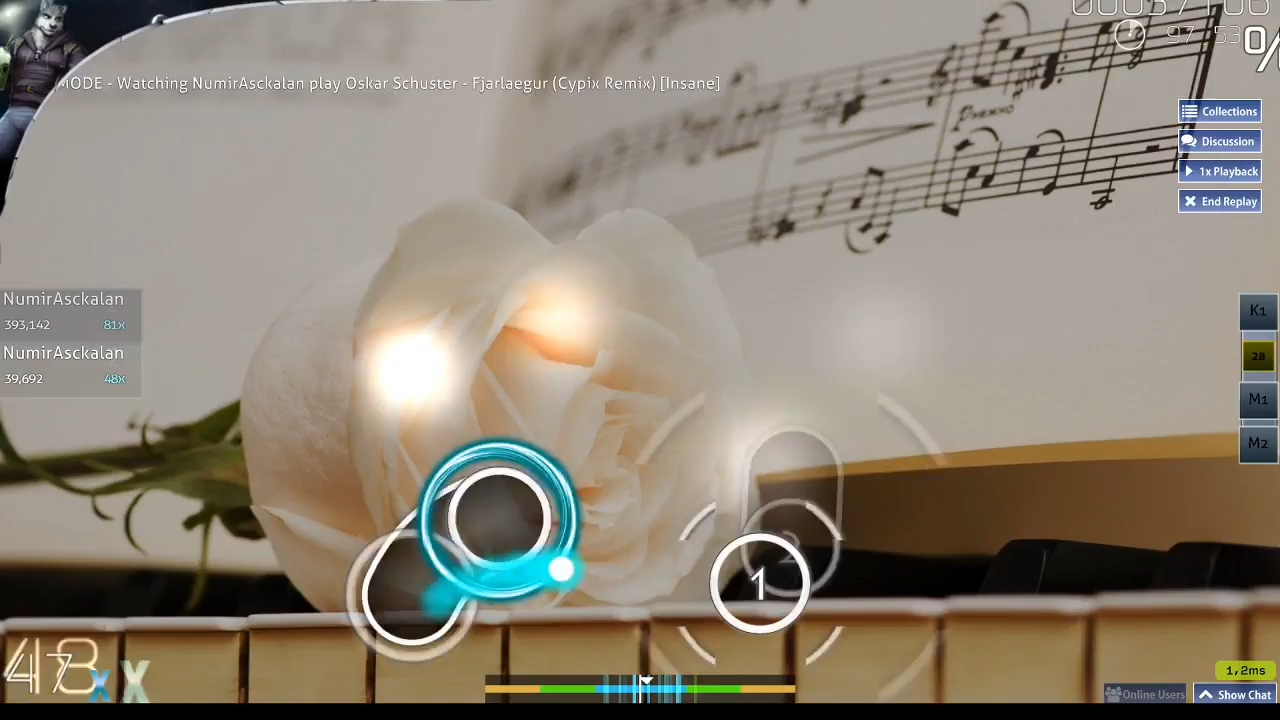 MODE - Watching NumirAsckalan play Oskar Schuster - Fjarlaegur (Cypix Remix) [Insane]
Collections
Discussion
1x Playback
End Replay
NumirAsckalan
393,142 81x
NumirAsckalan
39,692 48x
K1
28
M1
M2
2
1
1,2ms
Online Users
Show Chat